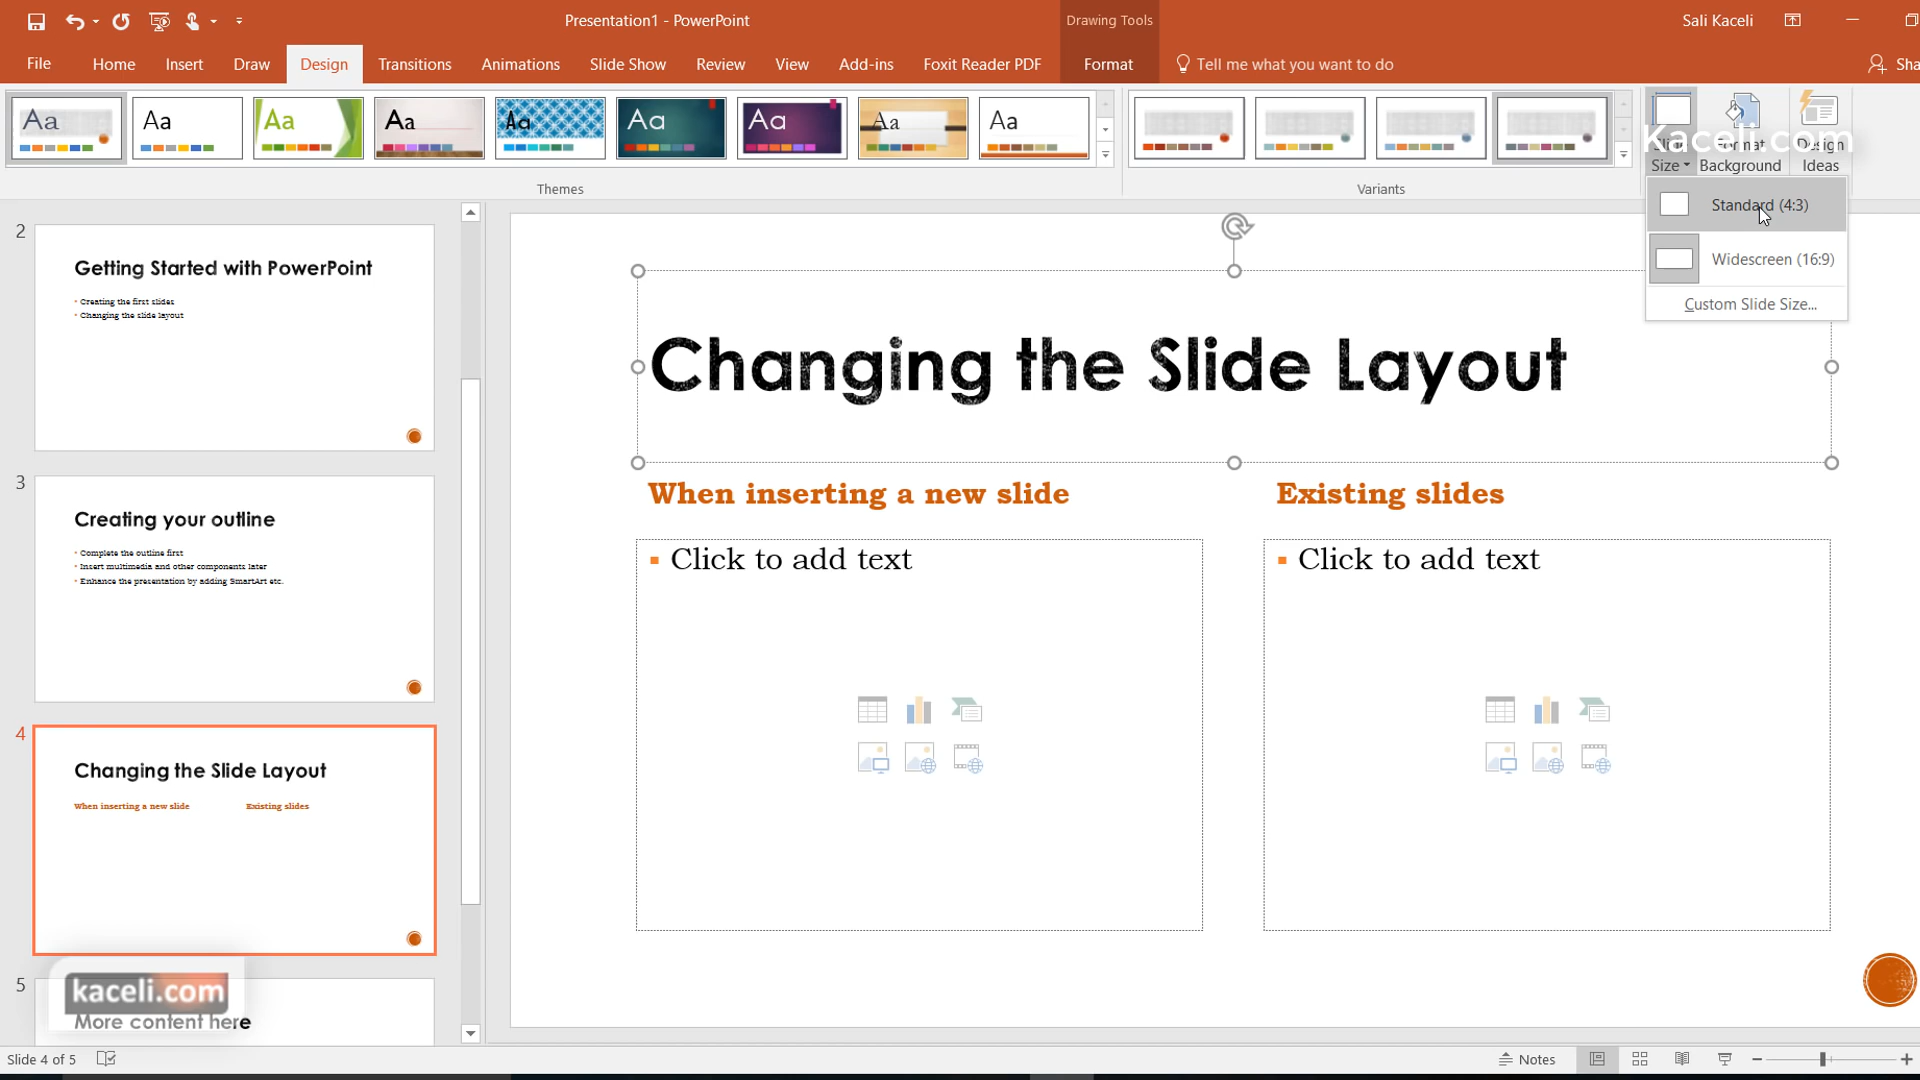 Presentation1 - PowerPoint
Drawing Tools
Sali Kaceli
File Home Insert Draw Design Transitions Animations Slide Show Review View Add-ins Foxit Reader PDF Format Tell me what you want to do
Aa Aa Aa Aa Aa Aa Aa Aa Aa
Kaceli.com
Size Background Ideas
Themes Variants
Standard (4:3)
Widescreen (16:9)
Custom Slide Size...
2
Getting Started with PowerPoint
Creating the first slides
Changing the slide layout
3
Creating your outline
Complete the outline first
Insert multimedia and other components later
Enhance the presentation by adding SmartArt etc.
4
Changing the Slide Layout
When inserting a new slide Existing slides
5
kaceli.com
More content here
Changing the Slide Layout
When inserting a new slide
Click to add text
Existing slides
Click to add text
Slide 4 of 5
Notes